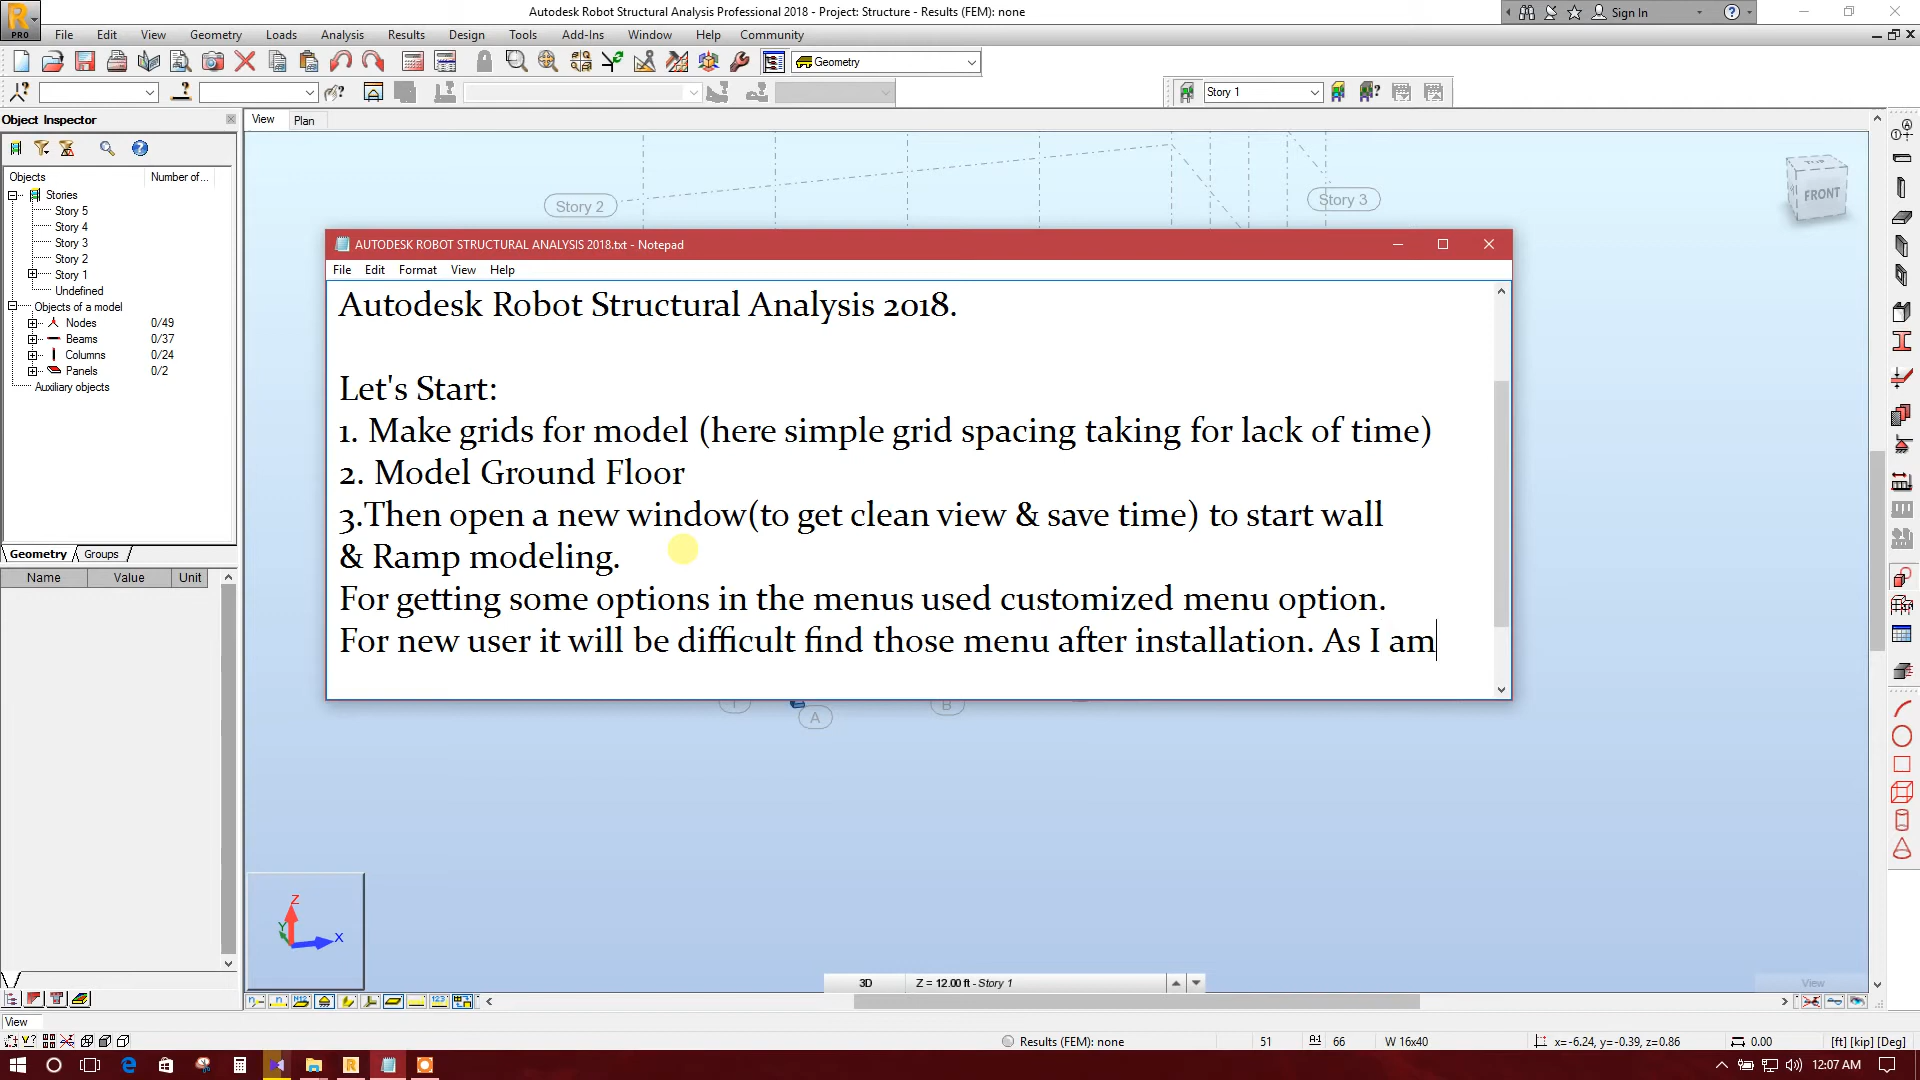 Autodesk Robot Structural Analysis Professional 2018 - Project: Structure - Results (FEM): none
Sign In
PRO
File Edit View Geometry Loads Analysis Results Design Tools Add-Ins Window Help Community
Geometry
Story 1
Object Inspector
View Plan
Objects Number of...
Stories
Story 5
Story 4
Story 3
Story 2
Story 1
Undefined
Objects of a model
Nodes 0/49
Beams 0/37
Columns 0/24
Panels 0/2
Auxiliary objects
Geometry Groups
Name Value Unit
Story 2
Story 3
TOP
FRONT
AUTODESK ROBOT STRUCTURAL ANALYSIS 2018.txt - Notepad
File Edit Format View Help
Autodesk Robot Structural Analysis 2018.
Let's Start:
1. Make grids for model (here simple grid spacing taking for lack of time)
2. Model Ground Floor
3.Then open a new window(to get clean view & save time) to start wall
& Ramp modeling.
For getting some options in the menus used customized menu option.
For new user it will be difficult find those menu after installation. As I am
A
B
Z
Y
X
3D
Z = 12.00 ft - Story 1
View
View
Results (FEM): none
51
66
W 16x40
x=-6.24, y=-0.39, z=0.86
0.00
[ft] [kip] [Deg]
12:07 AM